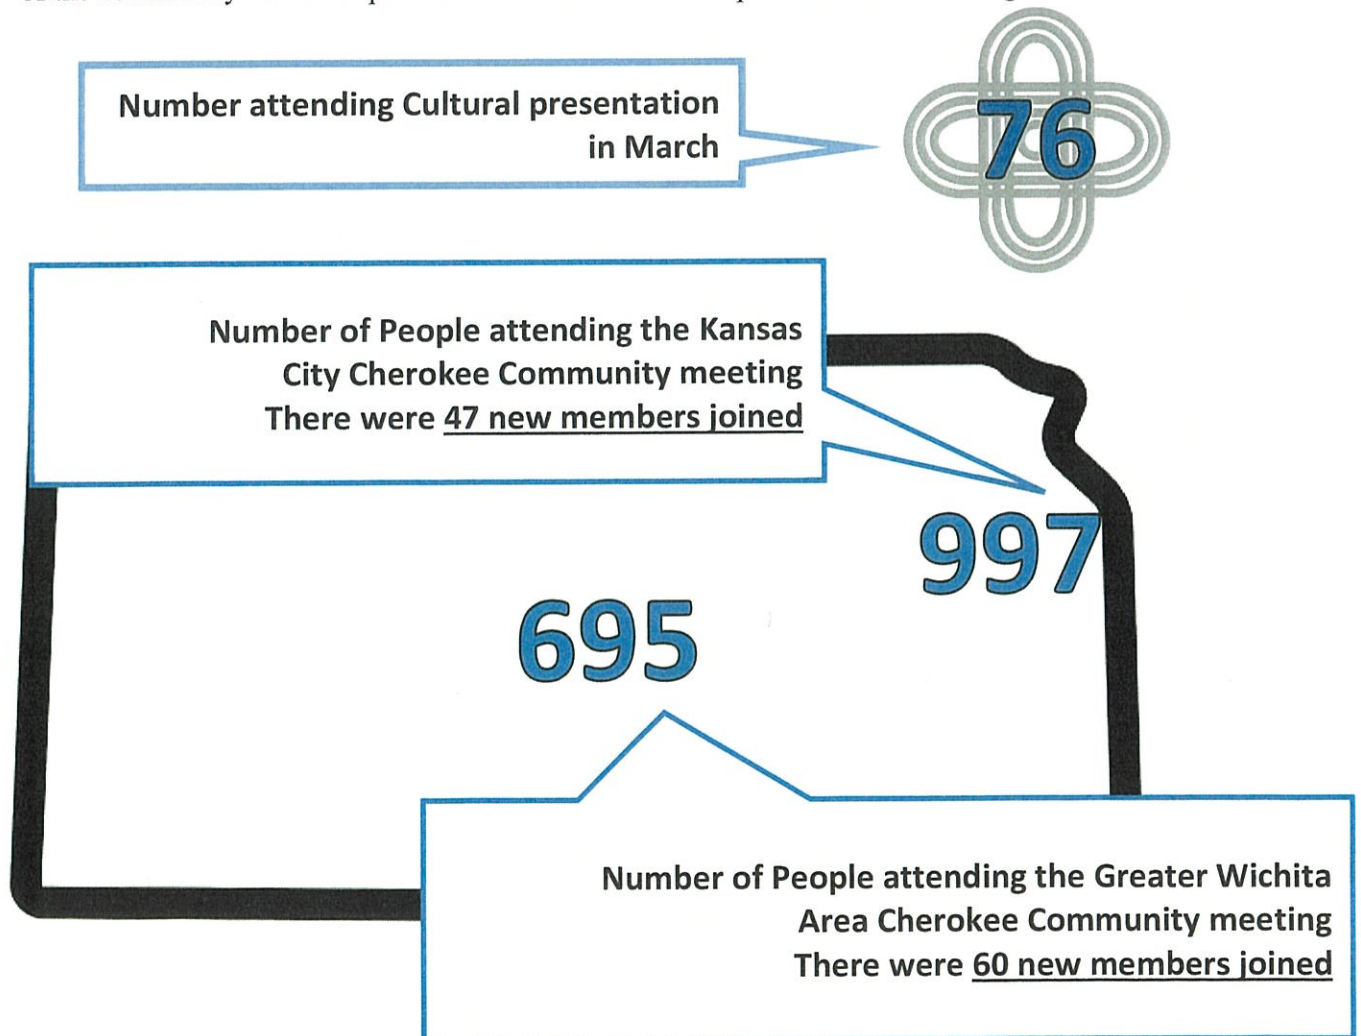 Number attending Cultural presentation
in March
76
Number of People attending the Kansas
City Cherokee Community meeting
There were 47 new members joined
997
695
Number of People attending the Greater Wichita
Area Cherokee Community meeting
There were 60 new members joined